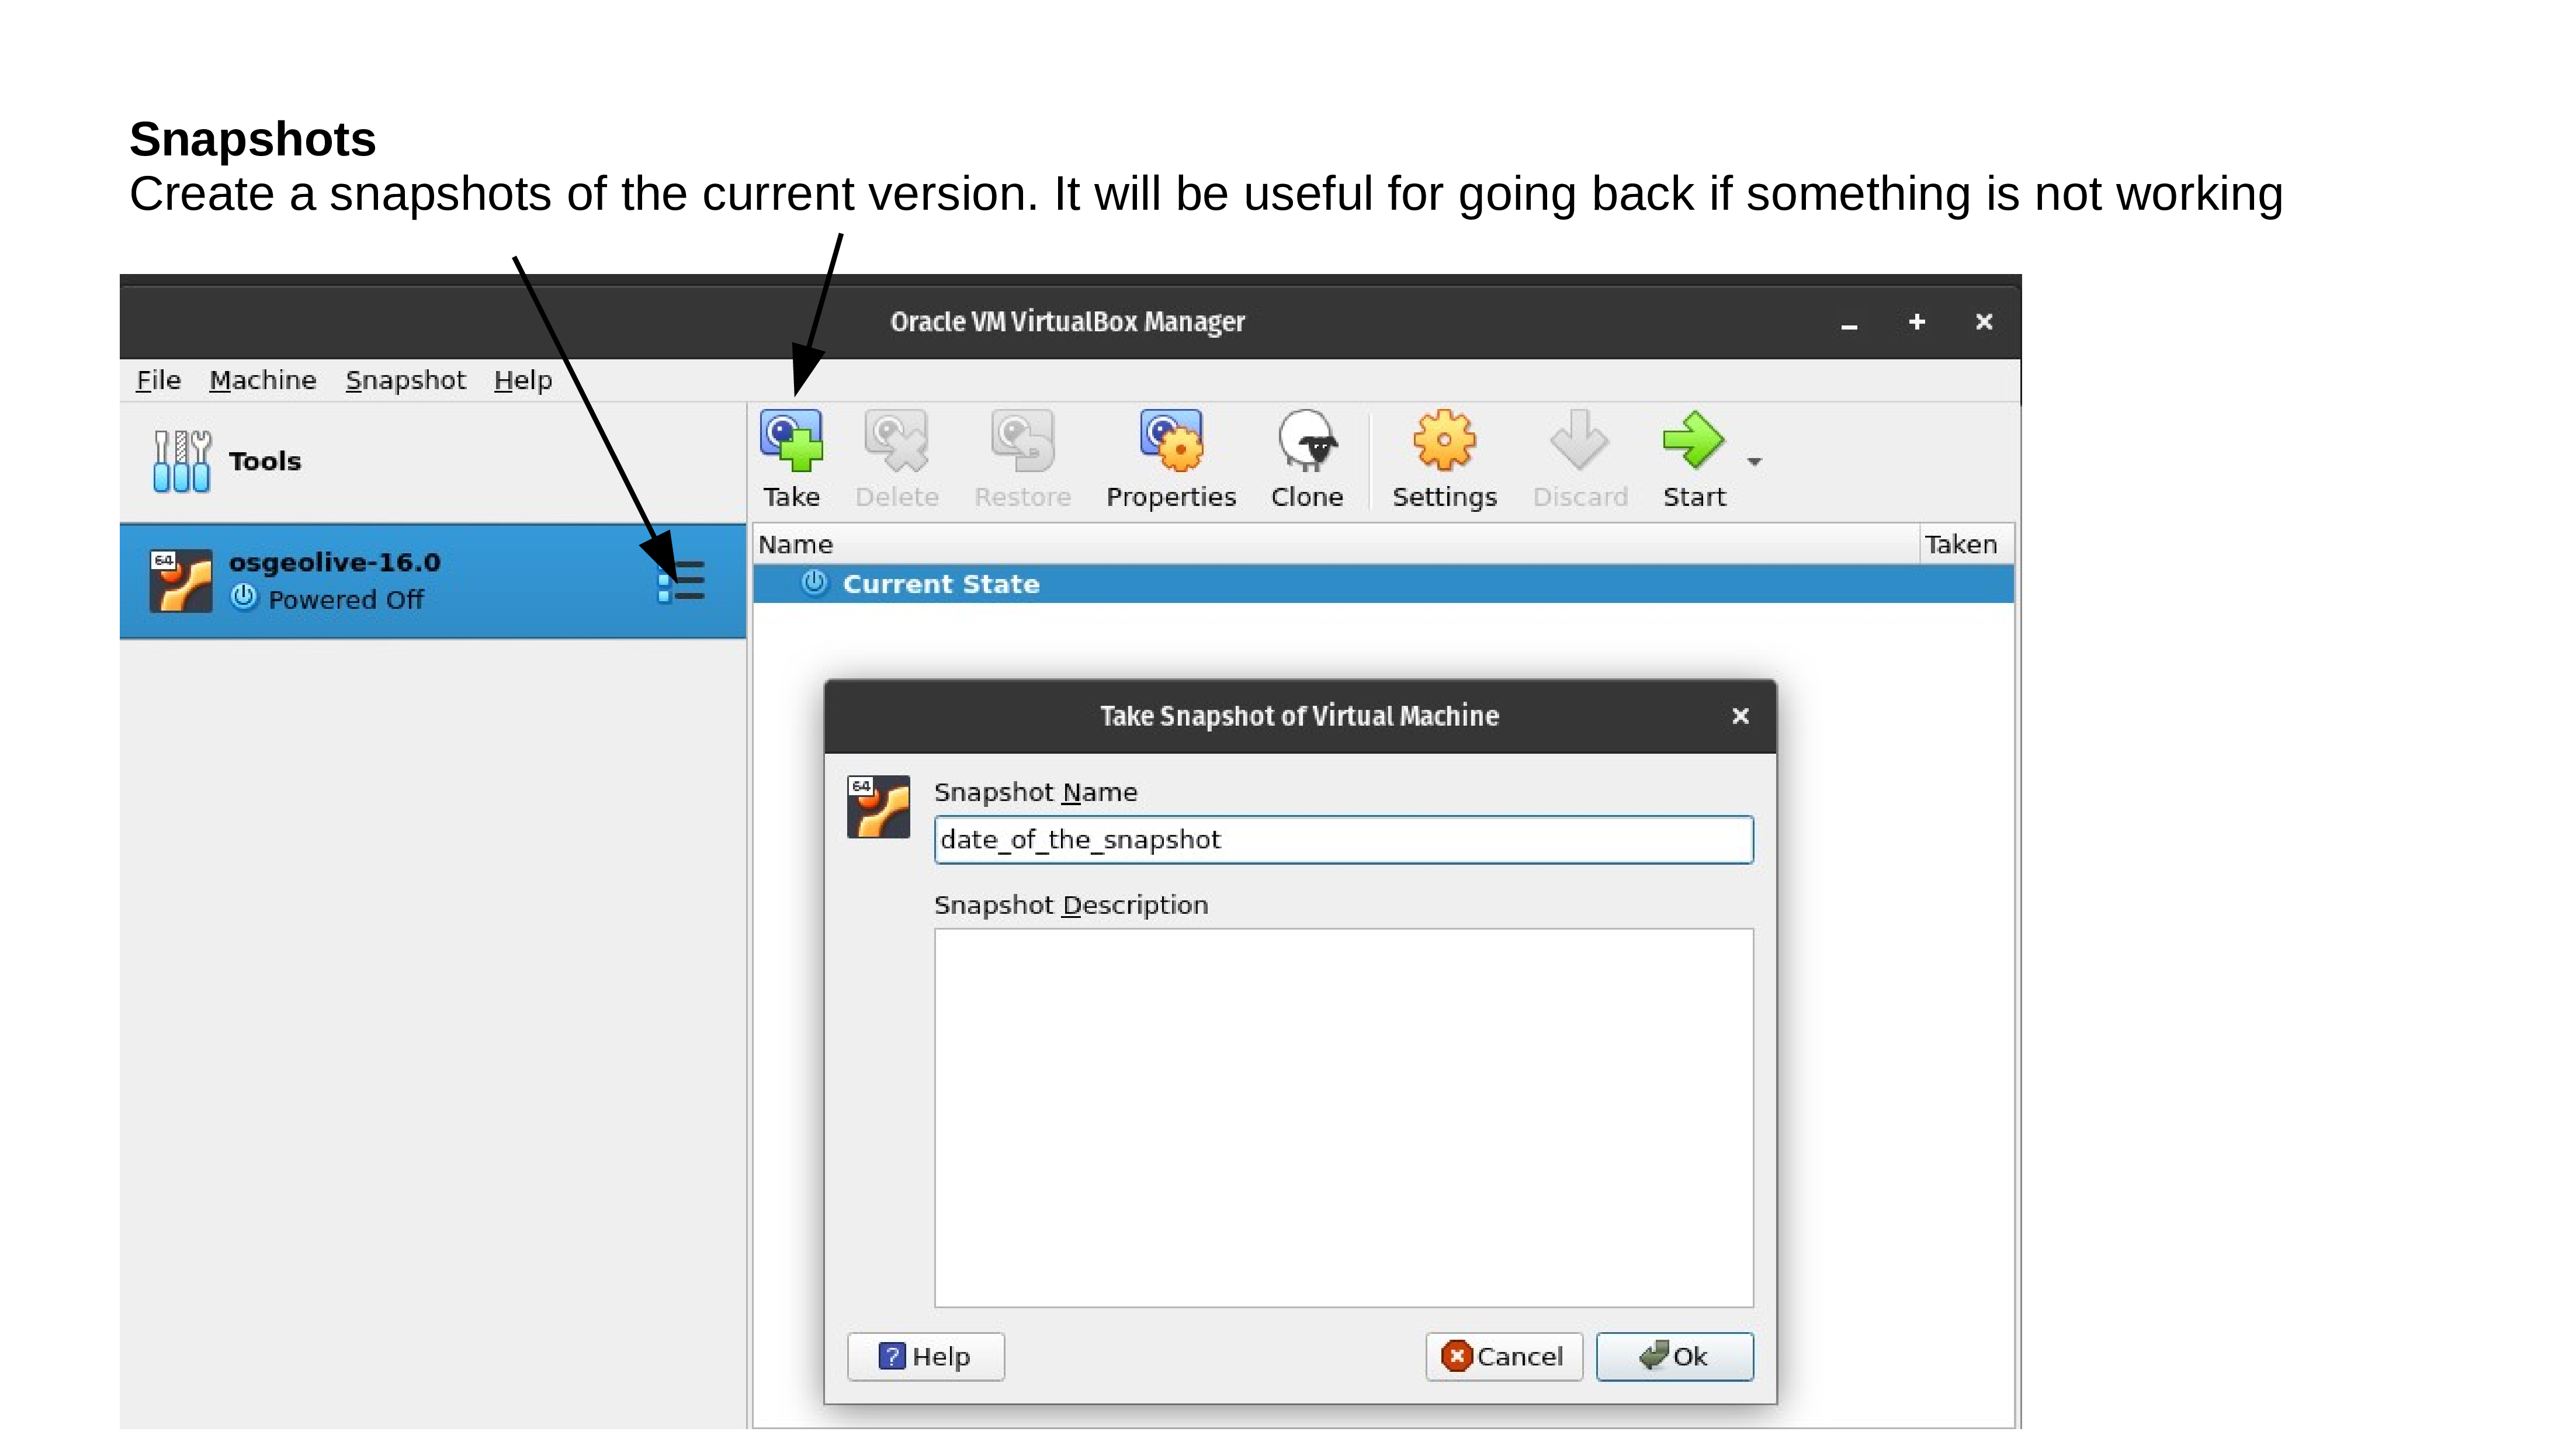 Snapshots
Create a snapshots of the current version. It will be useful for going back if something is not working
Oracle VM VirtualBox Manager
File Machine Snapshot Help
Tools
Take Delete Restore Properties Clone Settings Discard Start
64
osgeolive-16.0
Powered Off
Name Taken
Current State
Take Snapshot of Virtual Machine
64
Snapshot Name
date_of_the_snapshot
Snapshot Description
Help Cancel Ok